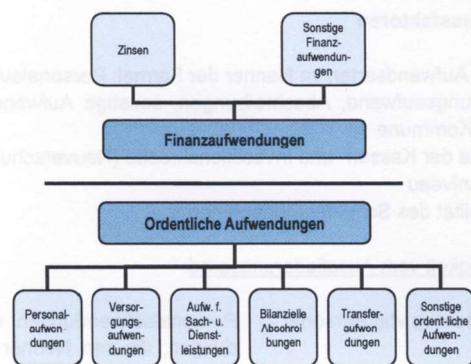 Zinsen
Sonstige
Finanz-
aufwendun-
gen
Finanzaufwendungen
Ordentliche Aufwendungen
Personal-
aufwen
dungen
Versor-
gungs-
aufwen-
dungen
Aufw. f.
Sach- u.
Dienst-
leistungen
Bilanzielle
Abschrei
bungen
Transfer-
aufwen
dungen
Sonstige
ordent-liche
Aufwen-
dungen